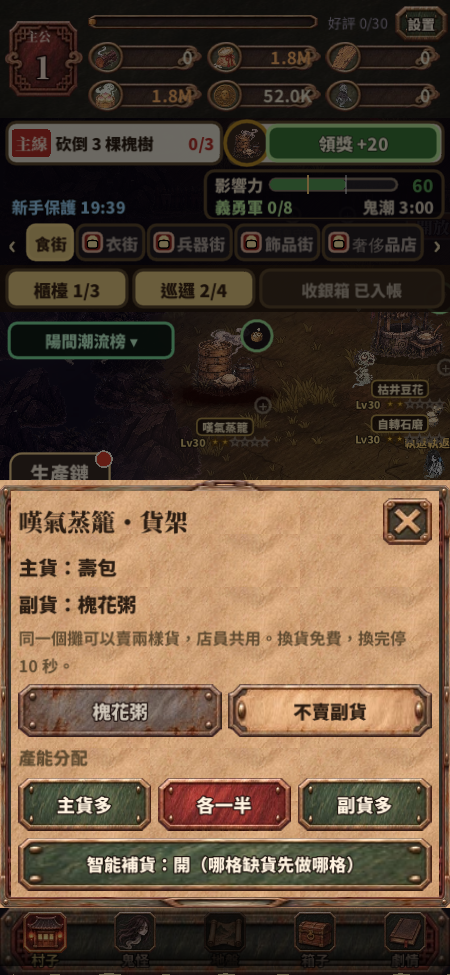 主公
1
好評 0/30
設置
0
1.8M
0
1.8M
52.0K
0
主線 砍倒 3 棵槐樹 0/3
領獎 +20
影響力 60
新手保護 19:39
義勇軍 0/8 鬼潮 3:00
‹ 食街 衣街 兵器街 飾品街 奢侈品店 ›
櫃檯 1/3
巡邏 2/4
收銀箱 已入帳
陽間潮流榜 ▾
枯井豆花
Lv30
嘆氣蒸籠
Lv30
自轉石磨
Lv30
生產鏈
嘆氣蒸籠・貨架
主貨：壽包
副貨：槐花粥
同一個攤可以賣兩樣貨，店員共用。換貨免費，換完停
10 秒。
槐花粥
不賣副貨
產能分配
主貨多
各一半
副貨多
智能補貨：開（哪格缺貨先做哪格）
村子
鬼怪
箱子
劇情